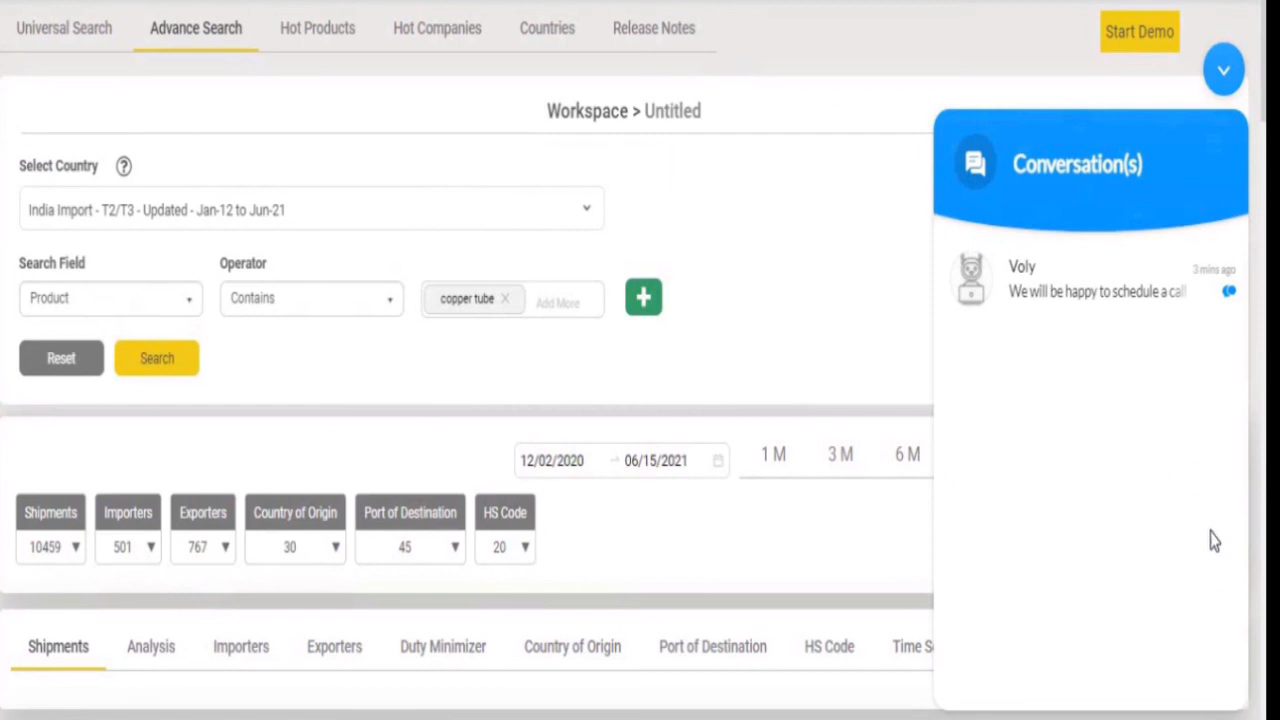 Universal Search Advance Search Hot Products Hot Companies Countries Release Notes Start Demo
Workspace > Untitled
Select Country ?
India Import - T2/T3 - Updated - Jan-12 to Jun-21
Search Field Operator
Product Contains copper tube X Add More +
Reset Search
12/02/2020 06/15/2021 1 M 3 M 6 M
Shipments Importers Exporters Country of Origin Port of Destination HS Code
10459 501 767 30 45 20
Shipments Analysis Importers Exporters Duty Minimizer Country of Origin Port of Destination HS Code Time S
Conversation(s)
Voly 3 mins ago
We will be happy to schedule a call